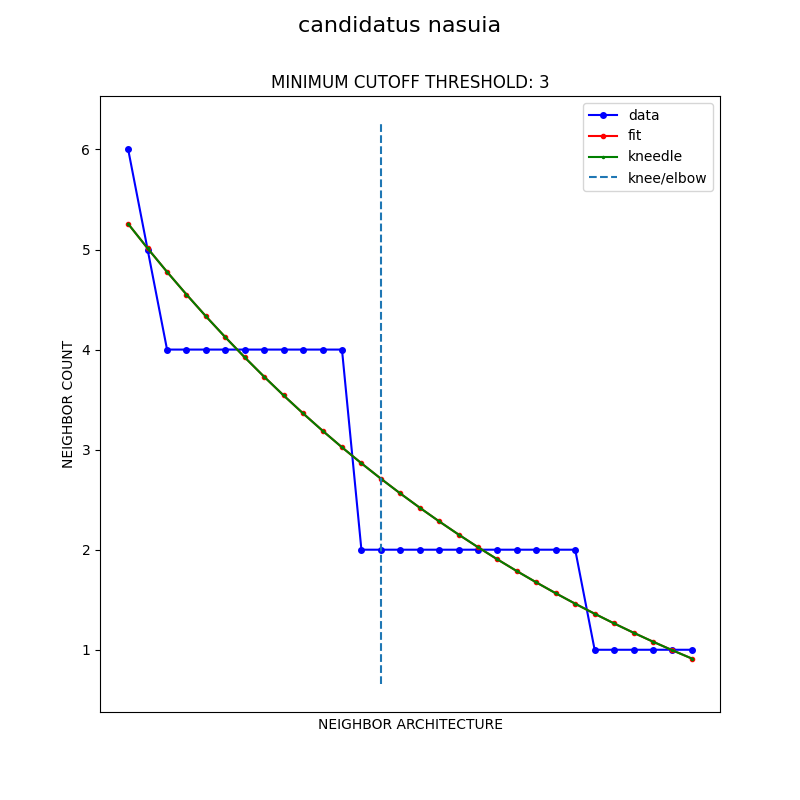 candidatus nasuia
MINIMUM CUTOFF THRESHOLD: 3
data
fit
kneedle
knee/elbow
6
5
4
3
2
1
NEIGHBOR COUNT
NEIGHBOR ARCHITECTURE